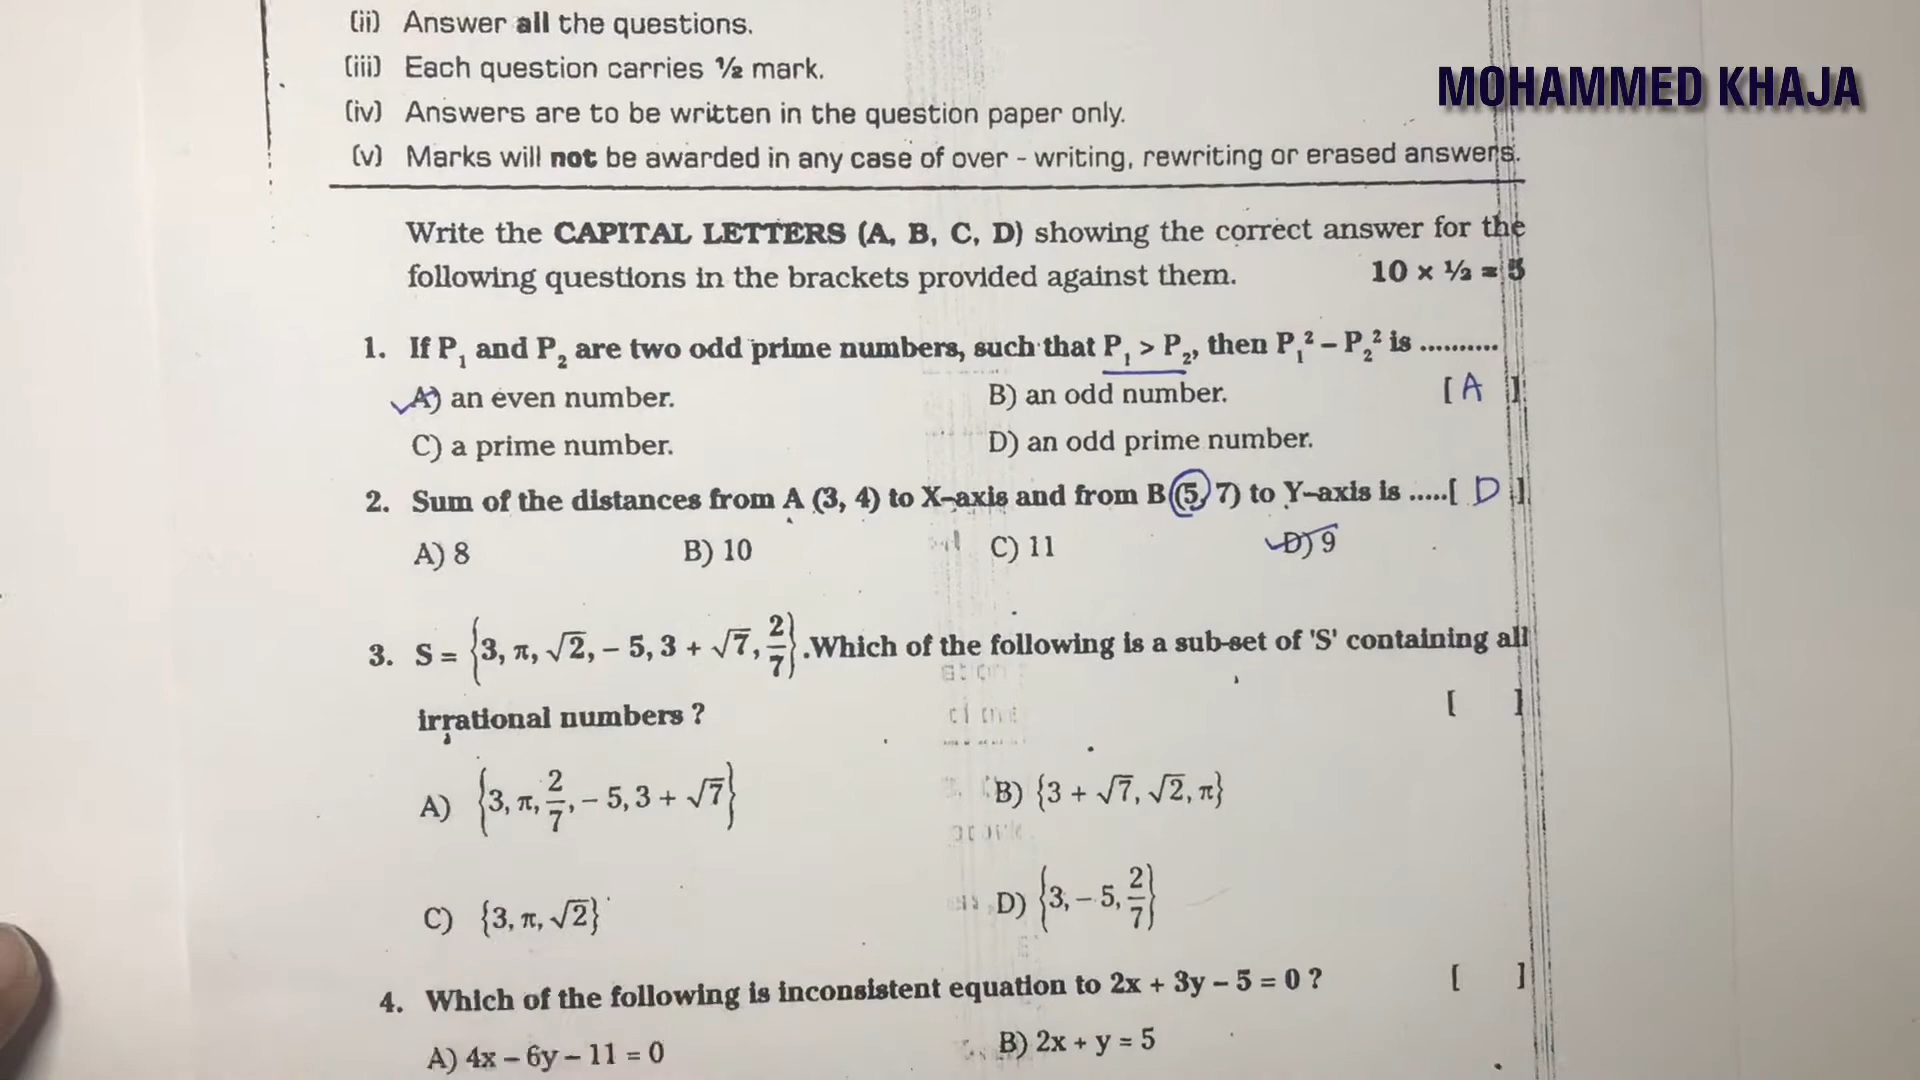 (ii) Answer all the questions.
(iii) Each question carries ½ mark.
MOHAMMED KHAJA
(iv) Answers are to be written in the question paper only.
(v) Marks will not be awarded in any case of over - writing, rewriting or erased answers.
Write the CAPITAL LETTERS (A, B, C, D) showing the correct answer for the
following questions in the brackets provided against them. 10 × ½ = 5
1. If P₁ and P₂ are two odd prime numbers, such that P₁ > P₂, then P₁² – P₂² is ..........
A) an even number. B) an odd number. [ A ]
C) a prime number. D) an odd prime number.
2. Sum of the distances from A (3, 4) to X–axis and from B (5, 7) to Y–axis is .....[ D ]
A) 8 B) 10 C) 11 D) 9
3. S = {3, π, √2, – 5, 3 + √7, 2/7}.Which of the following is a sub-set of 'S' containing all
irrational numbers ? [ ]
A) {3, π, 2/7, – 5, 3 + √7} B) {3 + √7, √2, π}
C) {3, π, √2} D) {3, – 5, 2/7}
4. Which of the following is inconsistent equation to 2x + 3y – 5 = 0 ? [ ]
A) 4x – 6y – 11 = 0 B) 2x + y = 5